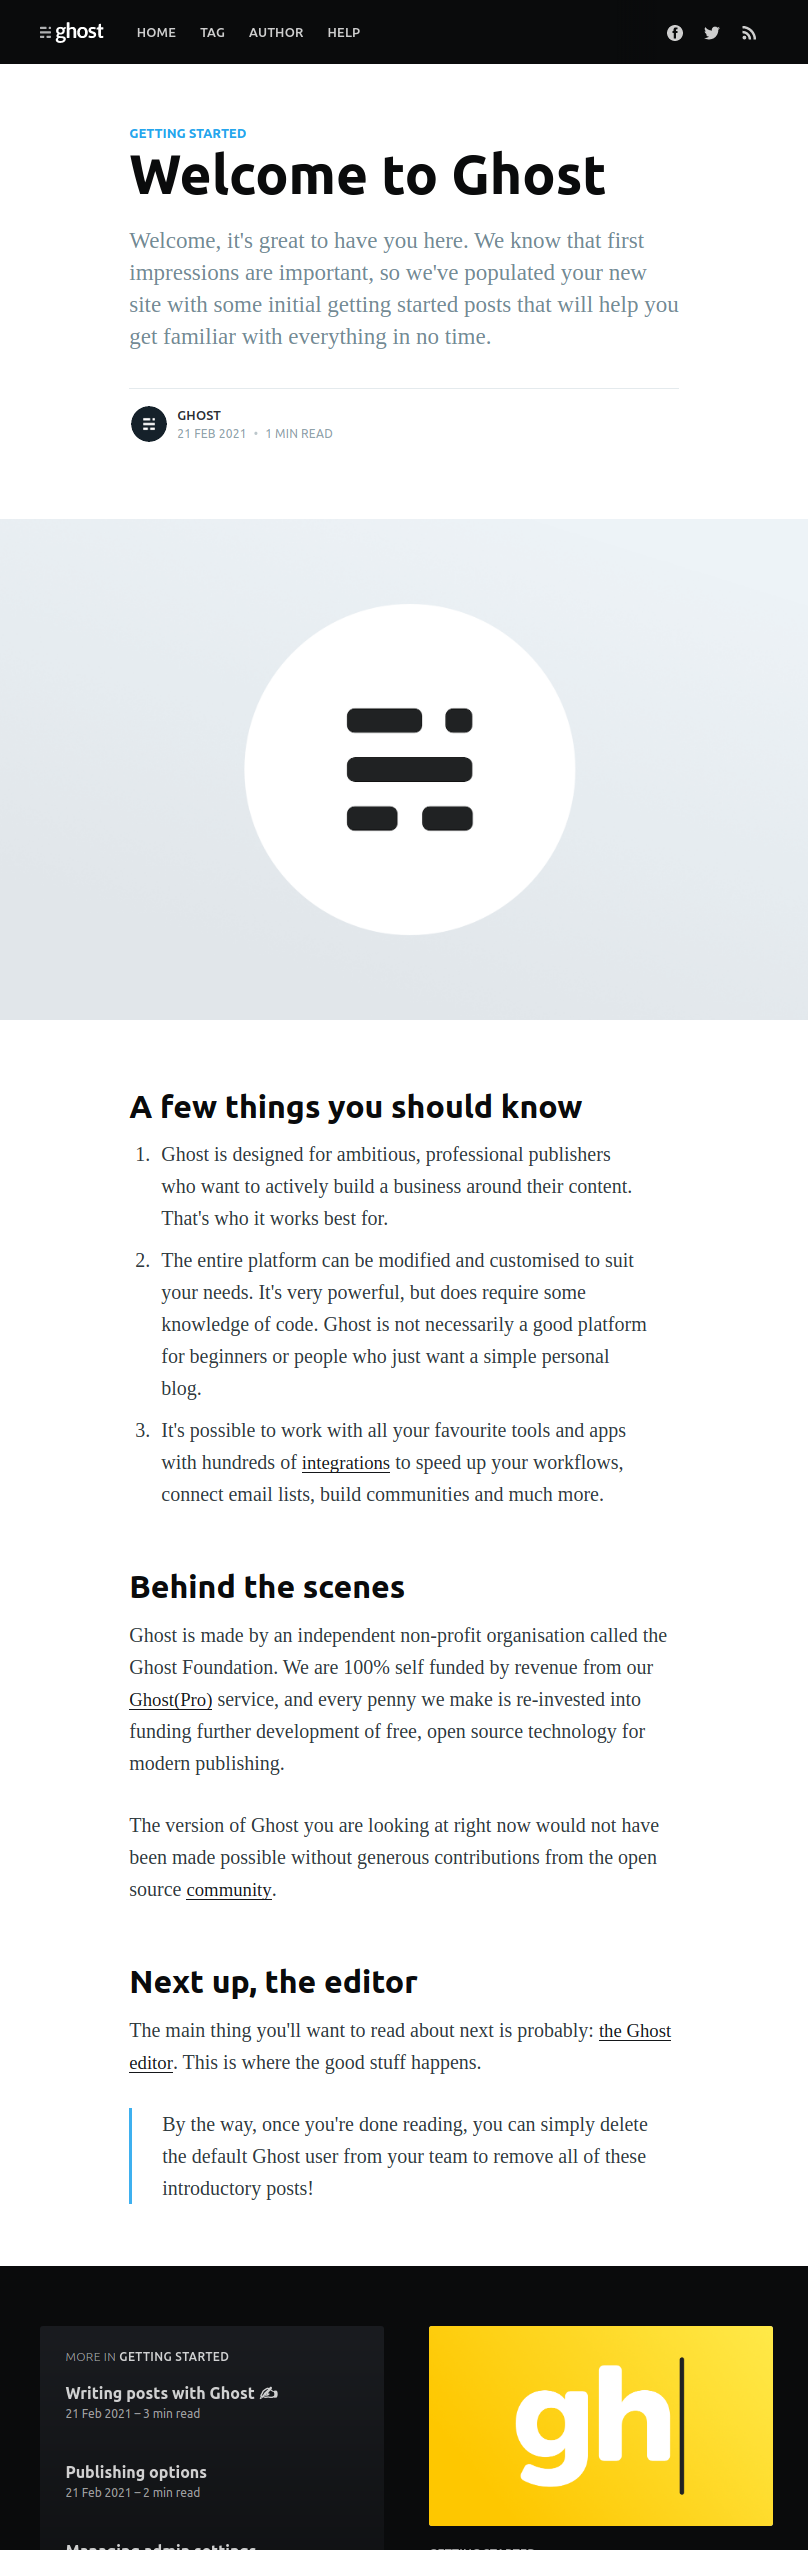 ghost
HOME TAG AUTHOR HELP
GETTING STARTED
Welcome to Ghost
Welcome, it's great to have you here. We know that first
impressions are important, so we've populated your new
site with some initial getting started posts that will help you
get familiar with everything in no time.
GHOST
21 FEB 2021 • 1 MIN READ
A few things you should know
1. Ghost is designed for ambitious, professional publishers
who want to actively build a business around their content.
That's who it works best for.
2. The entire platform can be modified and customised to suit
your needs. It's very powerful, but does require some
knowledge of code. Ghost is not necessarily a good platform
for beginners or people who just want a simple personal
blog.
3. It's possible to work with all your favourite tools and apps
with hundreds of integrations to speed up your workflows,
connect email lists, build communities and much more.
Behind the scenes
Ghost is made by an independent non-profit organisation called the
Ghost Foundation. We are 100% self funded by revenue from our
Ghost(Pro) service, and every penny we make is re-invested into
funding further development of free, open source technology for
modern publishing.
The version of Ghost you are looking at right now would not have
been made possible without generous contributions from the open
source community.
Next up, the editor
The main thing you'll want to read about next is probably: the Ghost
editor. This is where the good stuff happens.
By the way, once you're done reading, you can simply delete
the default Ghost user from your team to remove all of these
introductory posts!
MORE IN GETTING STARTED
Writing posts with Ghost ✍️
21 Feb 2021 – 3 min read
Publishing options
21 Feb 2021 – 2 min read
Managing admin settings
gh
GETTING STARTED